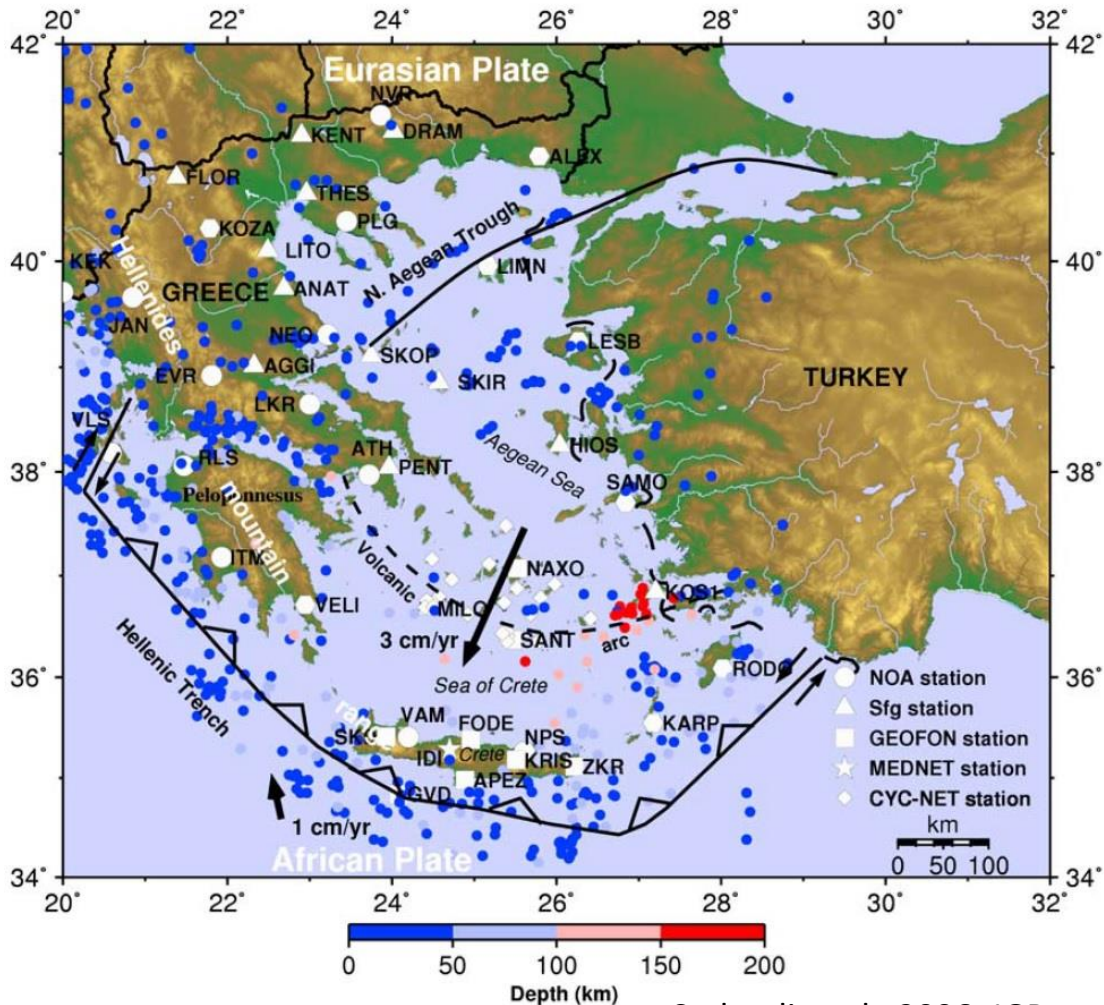 20° 22° 24° 26° 28° 30° 32°
42° 42°
Eurasian Plate
NVR
KENT
DRAM
ALEX
FLOR
THES
PLG
KOZA
LITO
N. Aegean Trough
40° 40°
KEK
LIMN
Hellenides
GREECE
ANAT
JAN
NEO
LESB
SKOP
AGGI
EVR
SKIR
TURKEY
LKR
VLS
ATH
HIOS
Aegean Sea
38° 38°
RLS
PENT
SAMO
Peloponnesus
mountain
ITM
Volcanic
NAXO
KOS1
VELI
MILO
3 cm/yr
SANT
arc
Hellenic Trench
36° 36°
RODO
Sea of Crete
range
VAM
FODE
KARP
SKO
NPS
IDI
Crete
KRIS
ZKR
APEZ
GVD
1 cm/yr
African Plate
NOA station
Sfg station
GEOFON station
MEDNET station
CYC-NET station
km
0 50 100
34° 34°
20° 22° 24° 26° 28° 30° 32°
0 50 100 150 200
Depth (km)